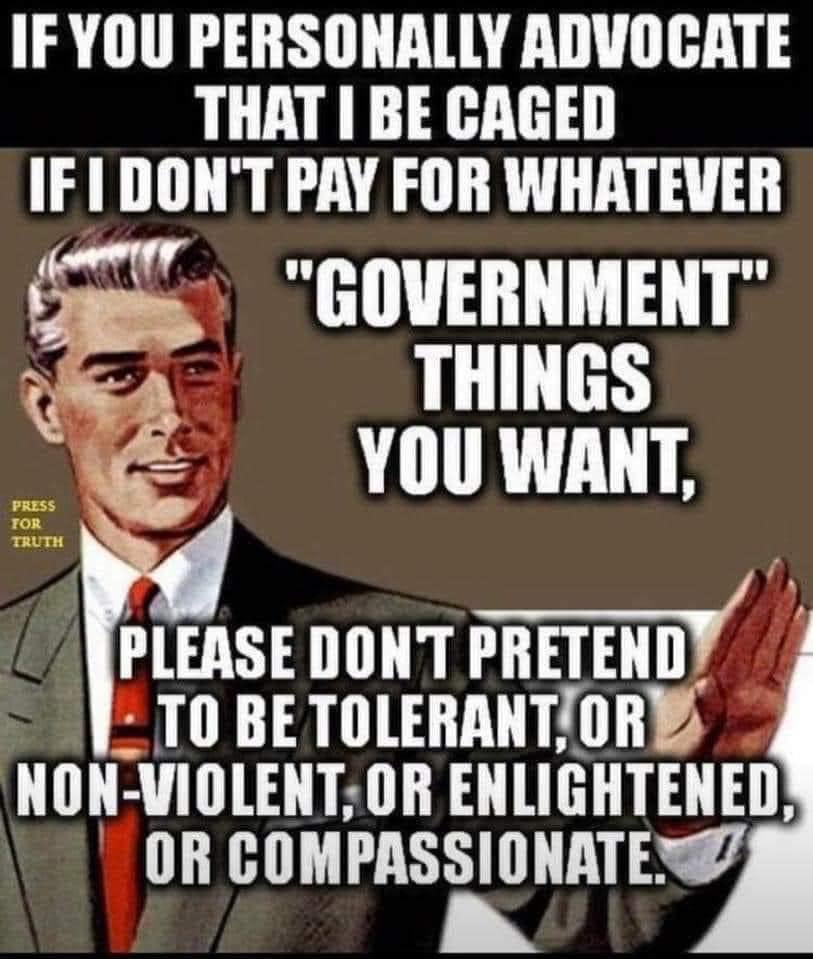 IF YOU PERSONALLY ADVOCATE
THAT I BE CAGED
IF I DON'T PAY FOR WHATEVER
"GOVERNMENT"
THINGS
YOU WANT,
PRESS
FOR
TRUTH
PLEASE DON'T PRETEND
TO BE TOLERANT, OR
NON-VIOLENT, OR ENLIGHTENED,
OR COMPASSIONATE.